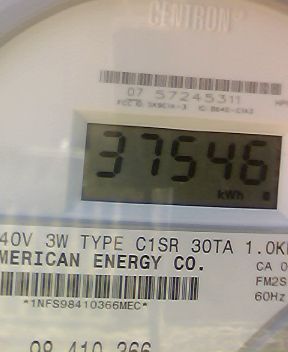 CENTRON®
07 57245311
37546
kWh
40V 3W TYPE C1SR 30TA 1.0K
MERICAN ENERGY CO.
CA 0
FM2S
*1NFS98410366MEC*
60Hz
98 410 366